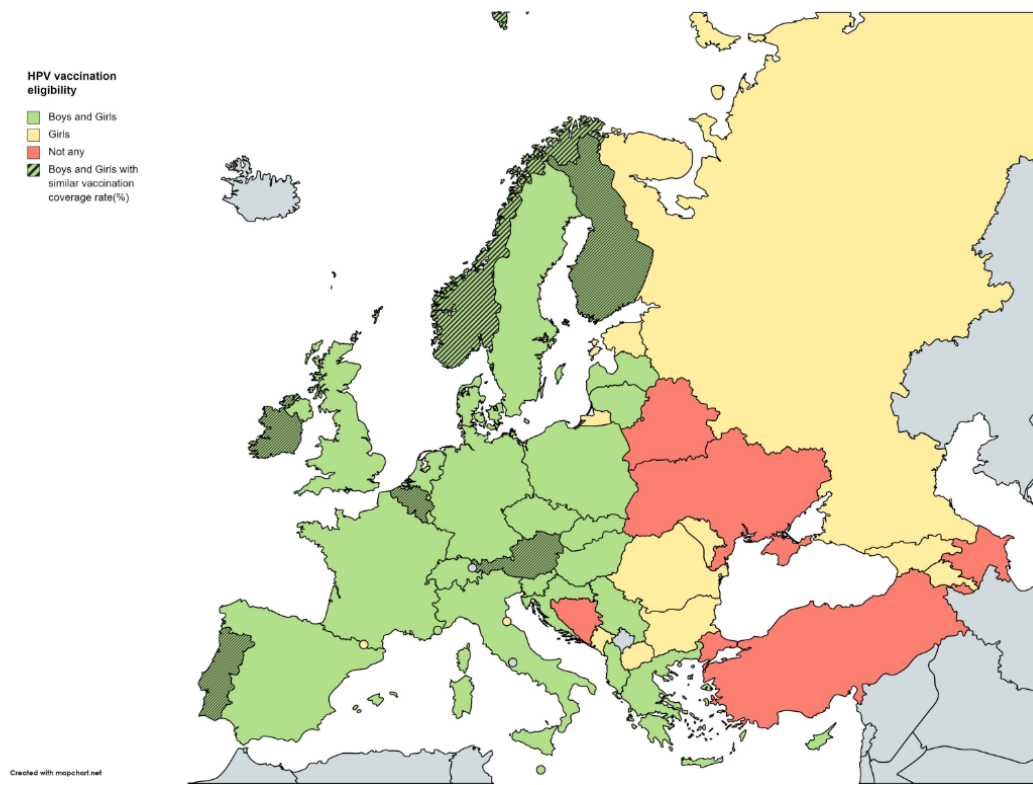 HPV vaccination
eligibility
Boys and Girls
Girls
Not any
Boys and Girls with
similar vaccination
coverage rate(%)
Created with mapchart.net